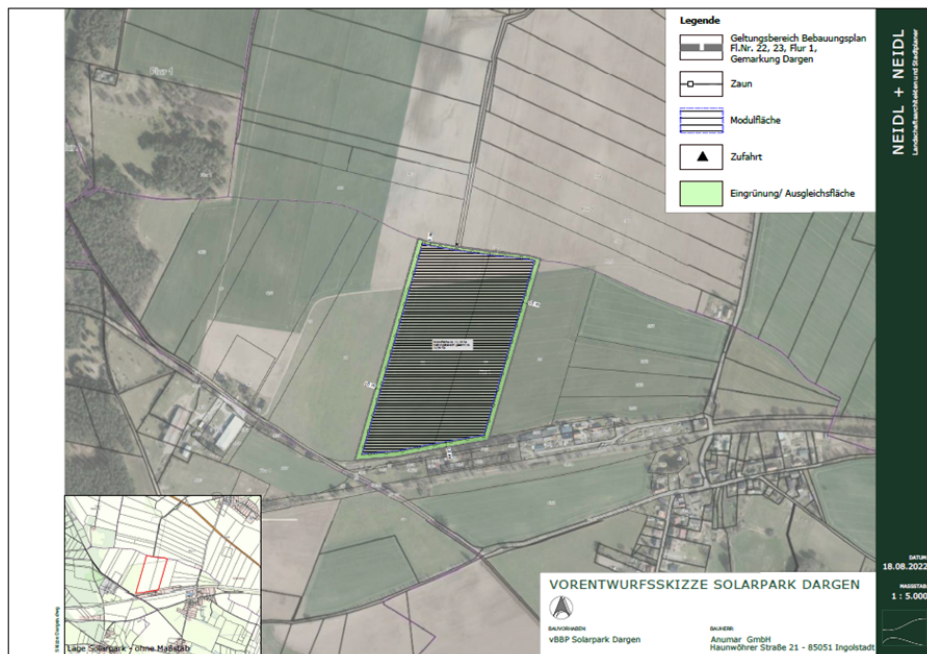 Legende
Geltungsbereich Bebauungsplan
Fl.Nr. 22, 23, Flur 1,
Gemarkung Dargen
Zaun
Modulfläche
Zufahrt
Eingrünung/ Ausgleichsfläche
NEIDL + NEIDL
Landschaftsarchitekten und Stadtplaner
Flur 1
Lage Solarpark - ohne Maßstab
VORENTWURFSSKIZZE SOLARPARK DARGEN
BAUVORHABEN:
vBBP Solarpark Dargen
BAUHERR:
Anumar GmbH
Haunwöhrer Straße 21 - 85051 Ingolstadt
DATUM:
18.08.2022
MASSSTAB:
1 : 5.000